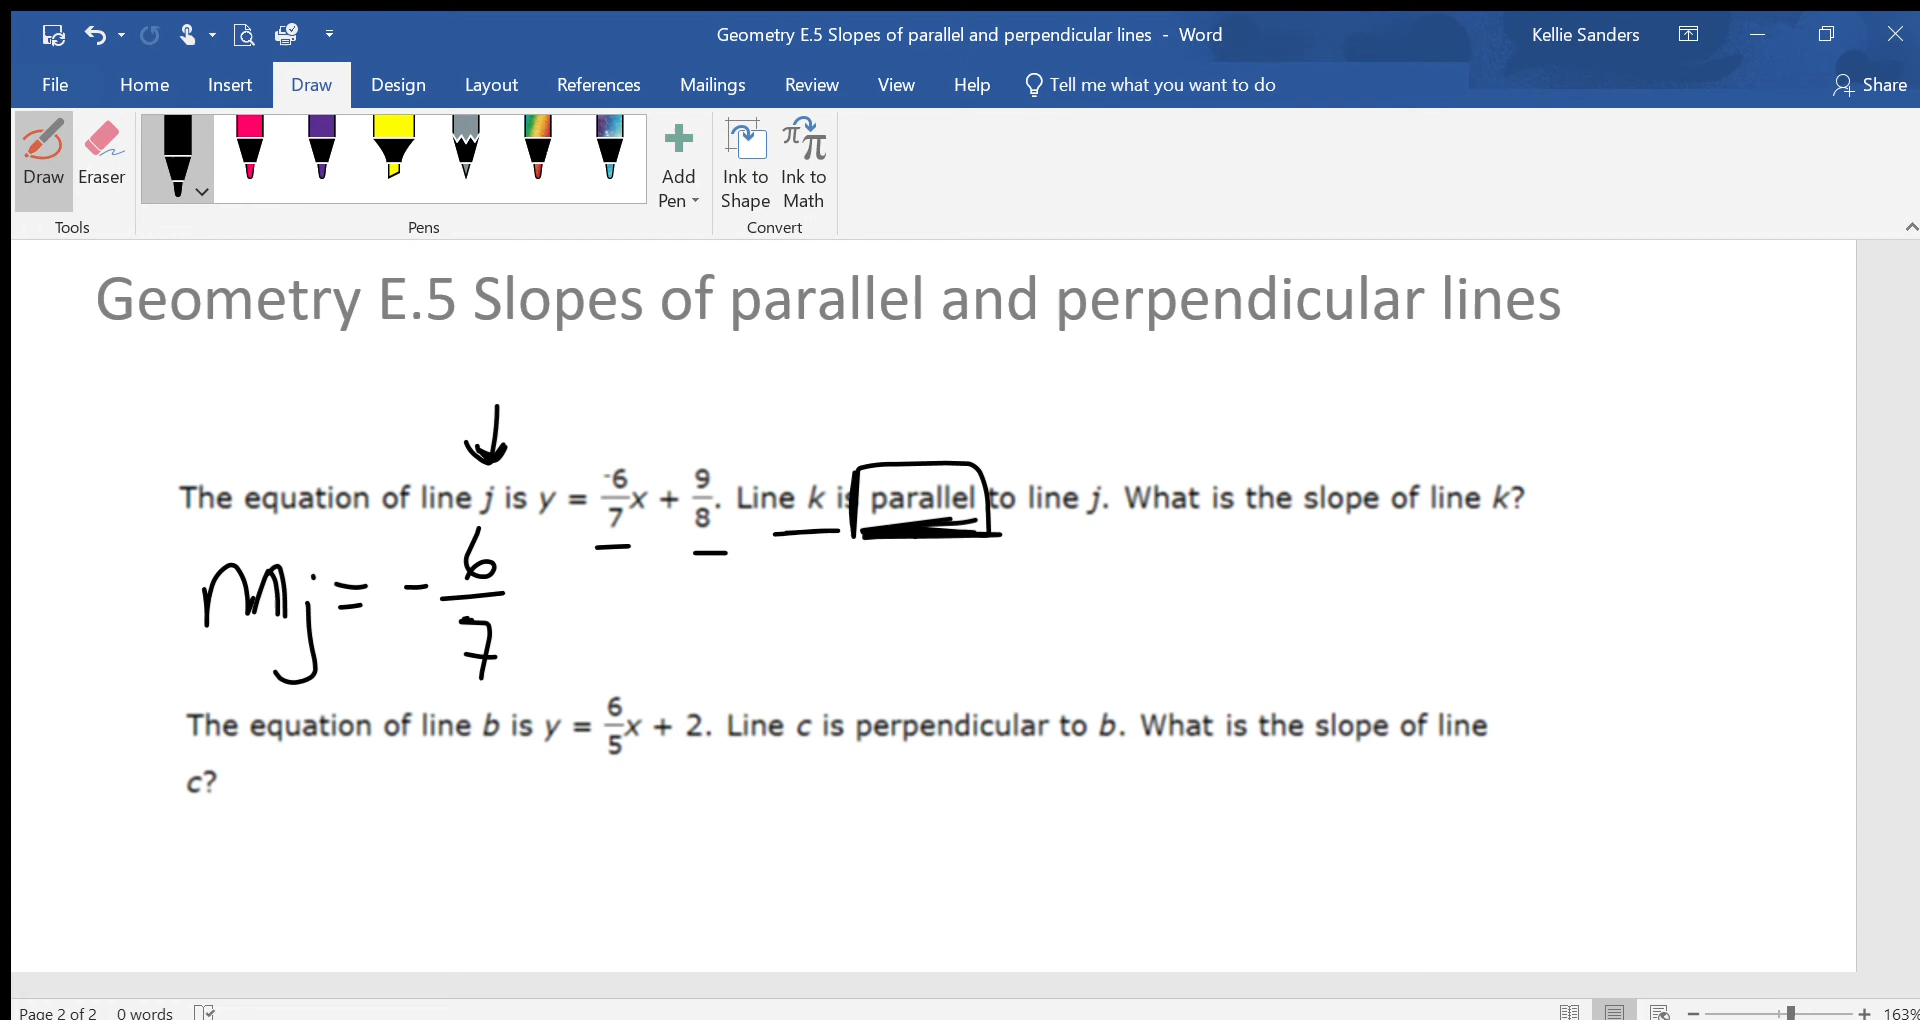 Geometry E.5 Slopes of parallel and perpendicular lines - Word
Kellie Sanders
File Home Insert Draw Design Layout References Mailings Review View Help Tell me what you want to do Share
Draw Eraser Add Pen Ink to Shape Ink to Math
Tools Pens Convert
Geometry E.5 Slopes of parallel and perpendicular lines
The equation of line j is y = -6/7 x + 9/8. Line k is parallel to line j. What is the slope of line k?
mj = - 6/7
The equation of line b is y = 6/5 x + 2. Line c is perpendicular to b. What is the slope of line
c?
Page 2 of 2 0 words 163%